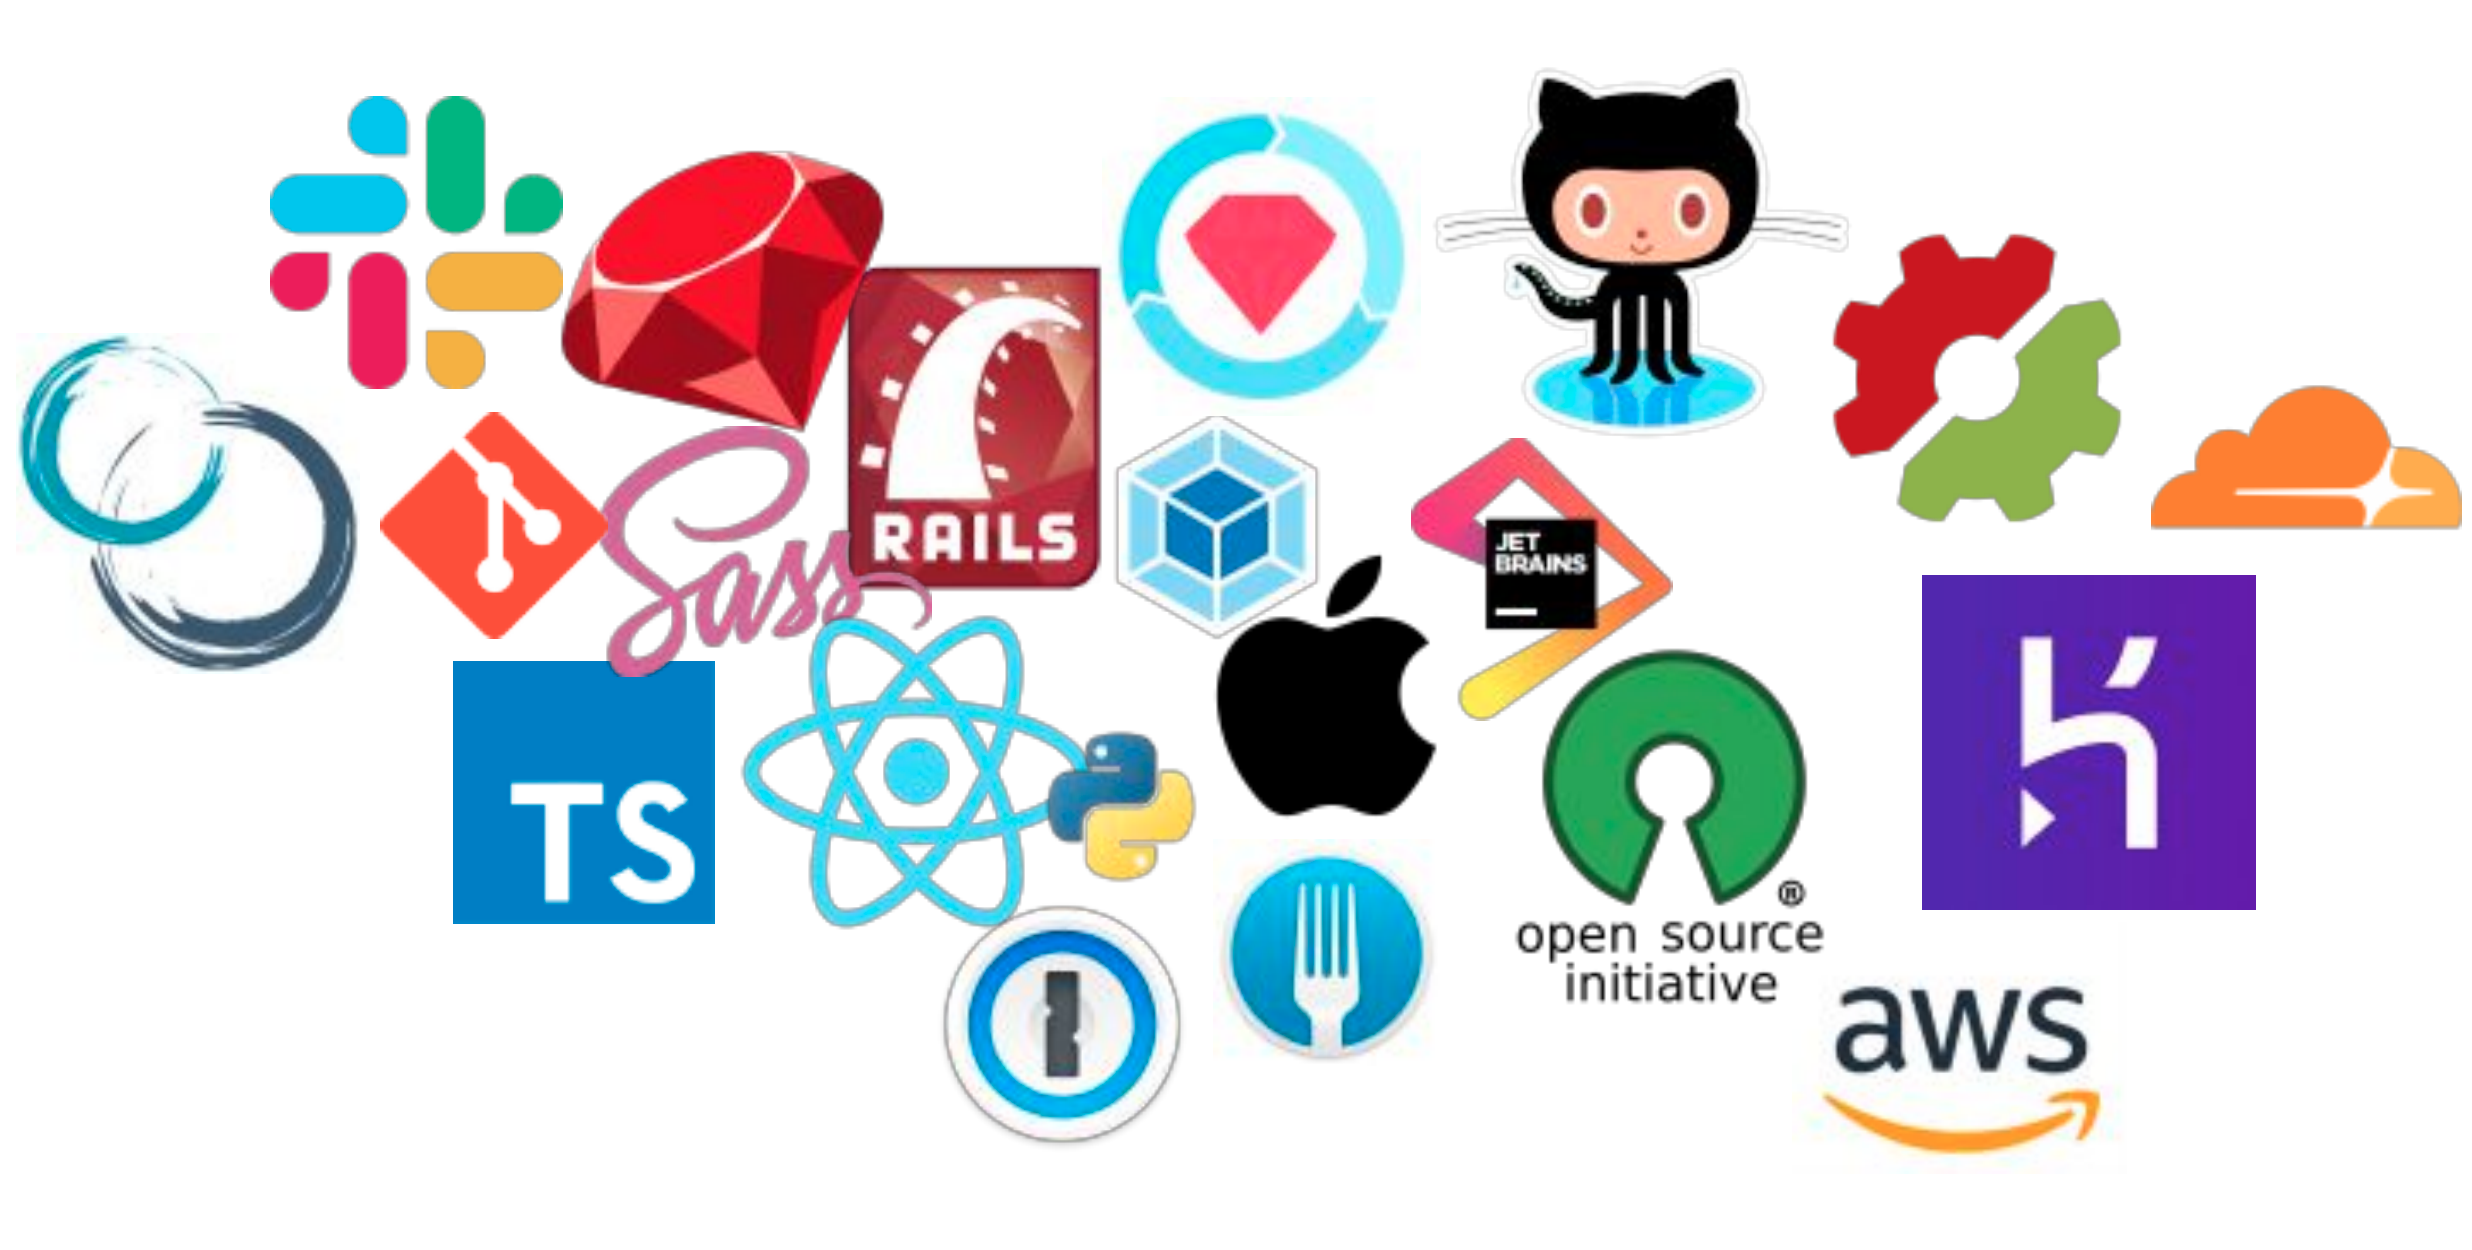 RAILS
Sass
JET
BRAINS
TS
®
open source
initiative
aws